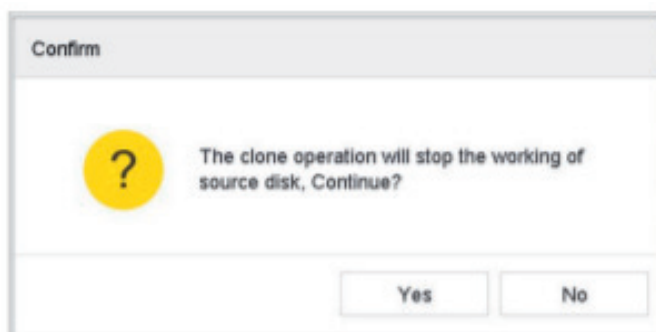 Confirm
?
The clone operation will stop the working of
source disk, Continue?
Yes
No